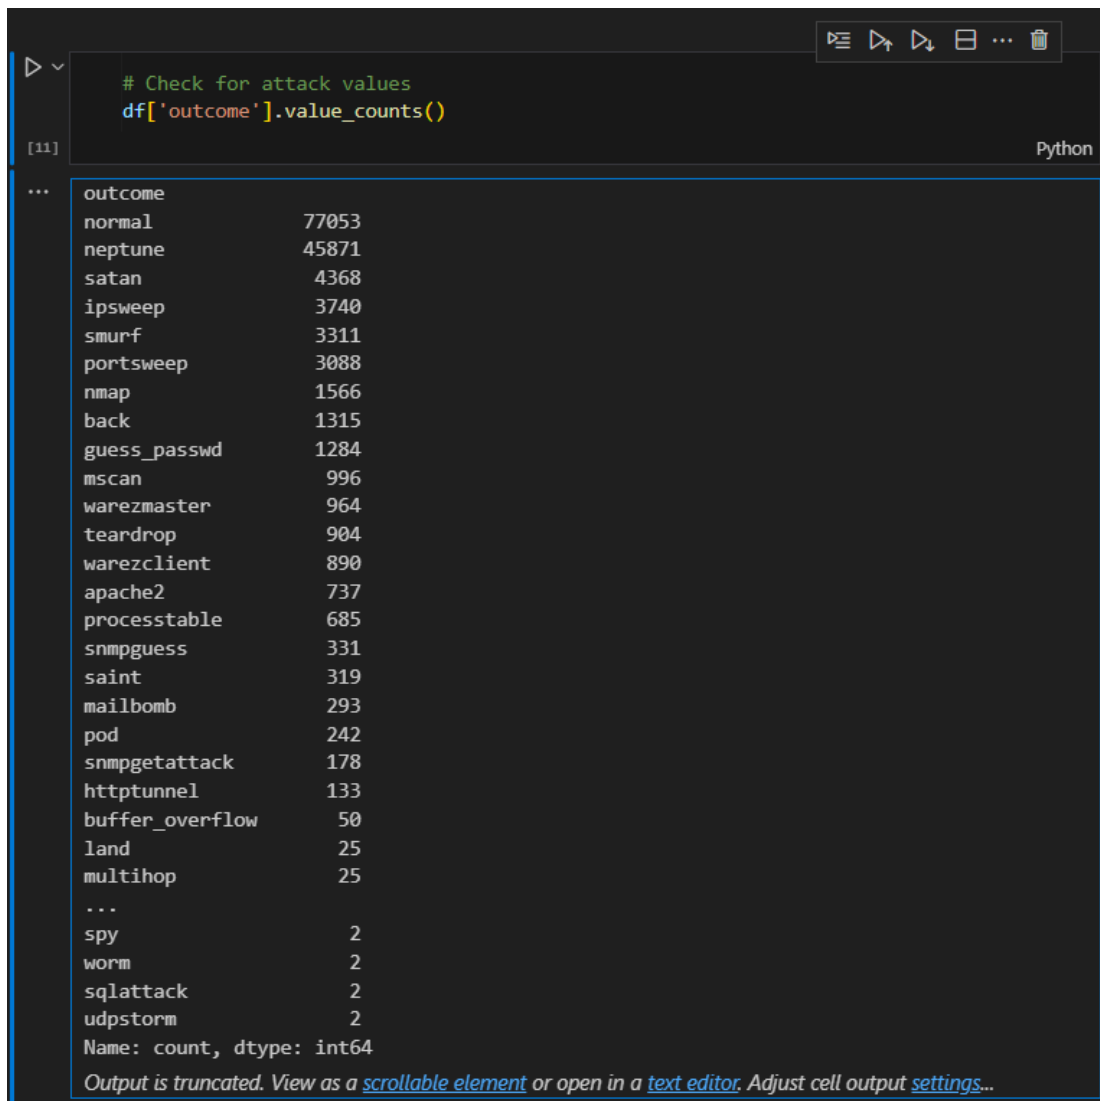 # Check for attack values
df['outcome'].value_counts()
[11]
Python
... outcome
normal 77053
neptune 45871
satan 4368
ipsweep 3740
smurf 3311
portsweep 3088
nmap 1566
back 1315
guess_passwd 1284
mscan 996
warezmaster 964
teardrop 904
warezclient 890
apache2 737
processtable 685
snmpguess 331
saint 319
mailbomb 293
pod 242
snmpgetattack 178
httptunnel 133
buffer_overflow 50
land 25
multihop 25
...
spy 2
worm 2
sqlattack 2
udpstorm 2
Name: count, dtype: int64
Output is truncated. View as a scrollable element or open in a text editor. Adjust cell output settings...